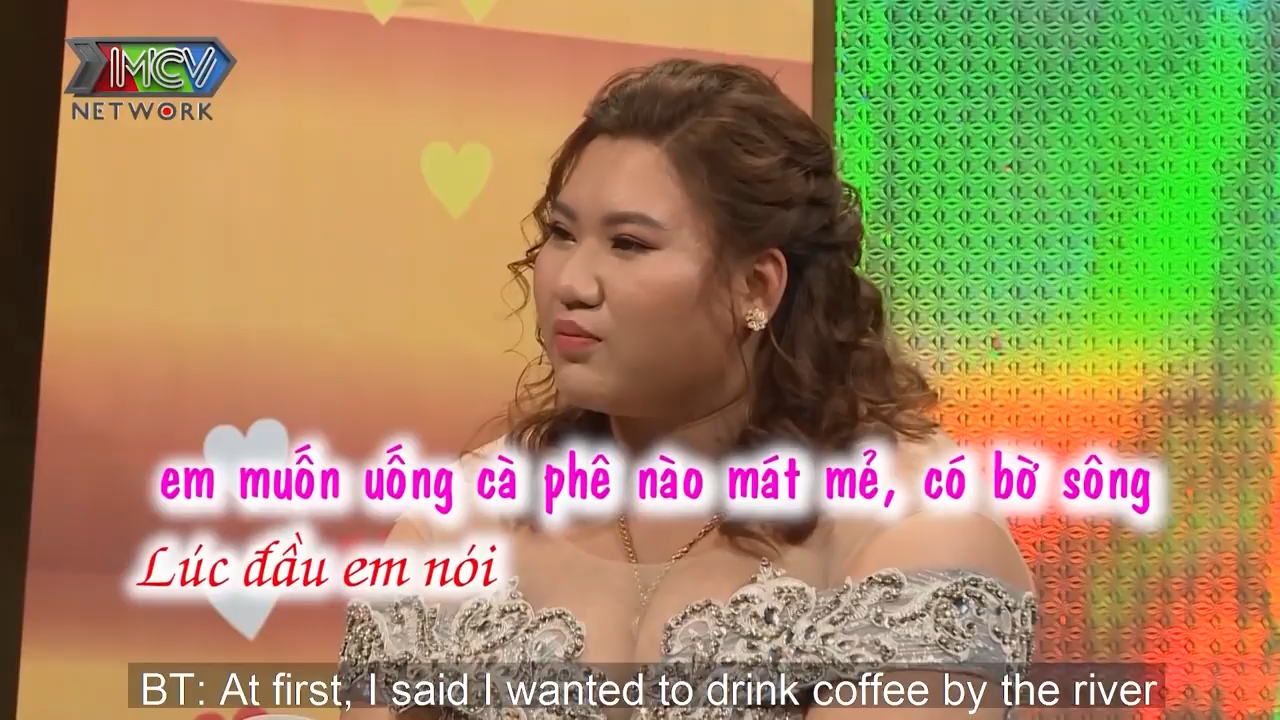 MCV
NETWORK
em muốn uống cà phê nào mát mẻ, có bờ sông
Lúc đầu em nói
BT: At first, I said I wanted to drink coffee by the river